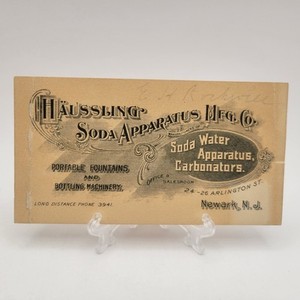 HÄUSSLING
SODA APPARATUS MFG. CO.
Soda Water
Apparatus,
Carbonators.
PORTABLE FOUNTAINS,
AND
BOTTLING MACHINERY,
OFFICE &
SALESROOM
24-26 ARLINGTON ST.
LONG DISTANCE PHONE 3941
Newark, N.J.